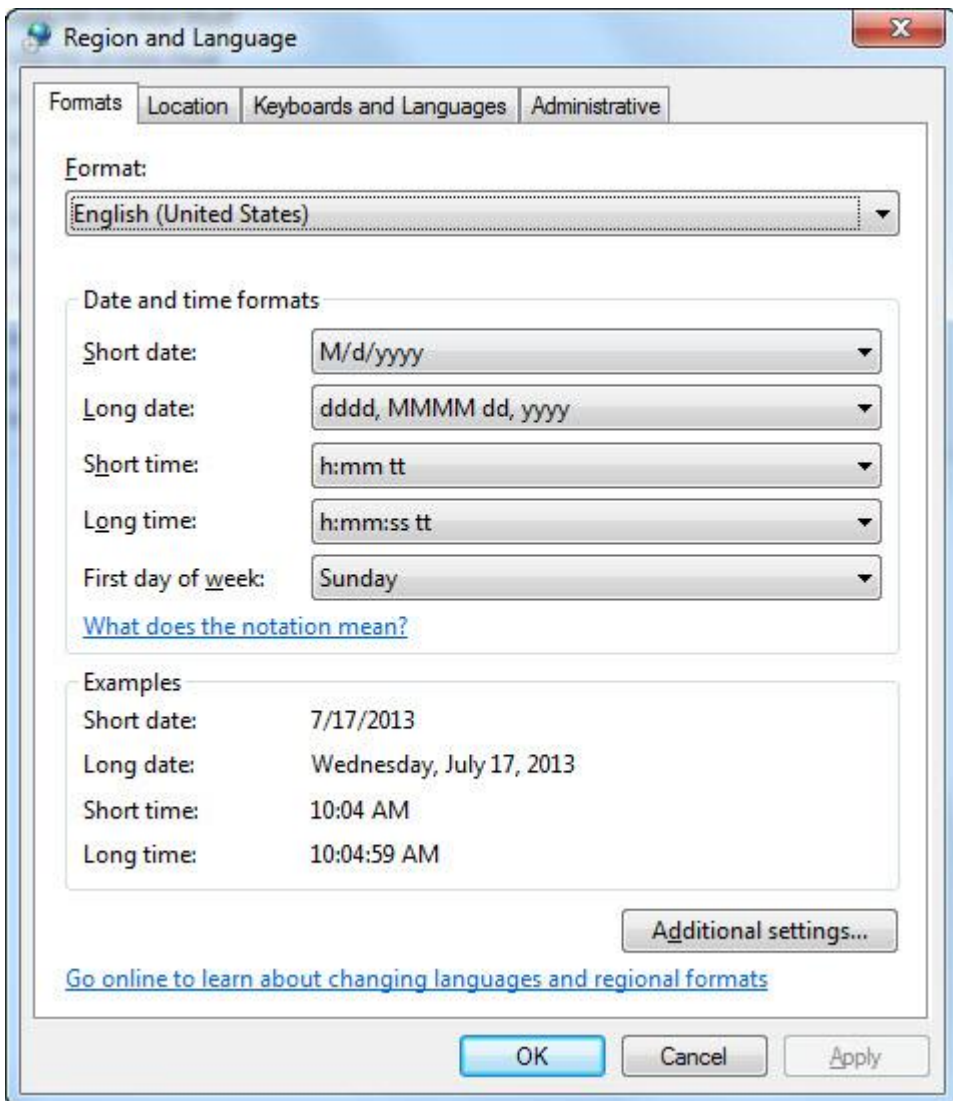 Region and Language
Formats Location Keyboards and Languages Administrative
Format:
English (United States)
Date and time formats
Short date: M/d/yyyy
Long date: dddd, MMMM dd, yyyy
Short time: h:mm tt
Long time: h:mm:ss tt
First day of week: Sunday
What does the notation mean?
Examples
Short date: 7/17/2013
Long date: Wednesday, July 17, 2013
Short time: 10:04 AM
Long time: 10:04:59 AM
Additional settings...
Go online to learn about changing languages and regional formats
OK Cancel Apply